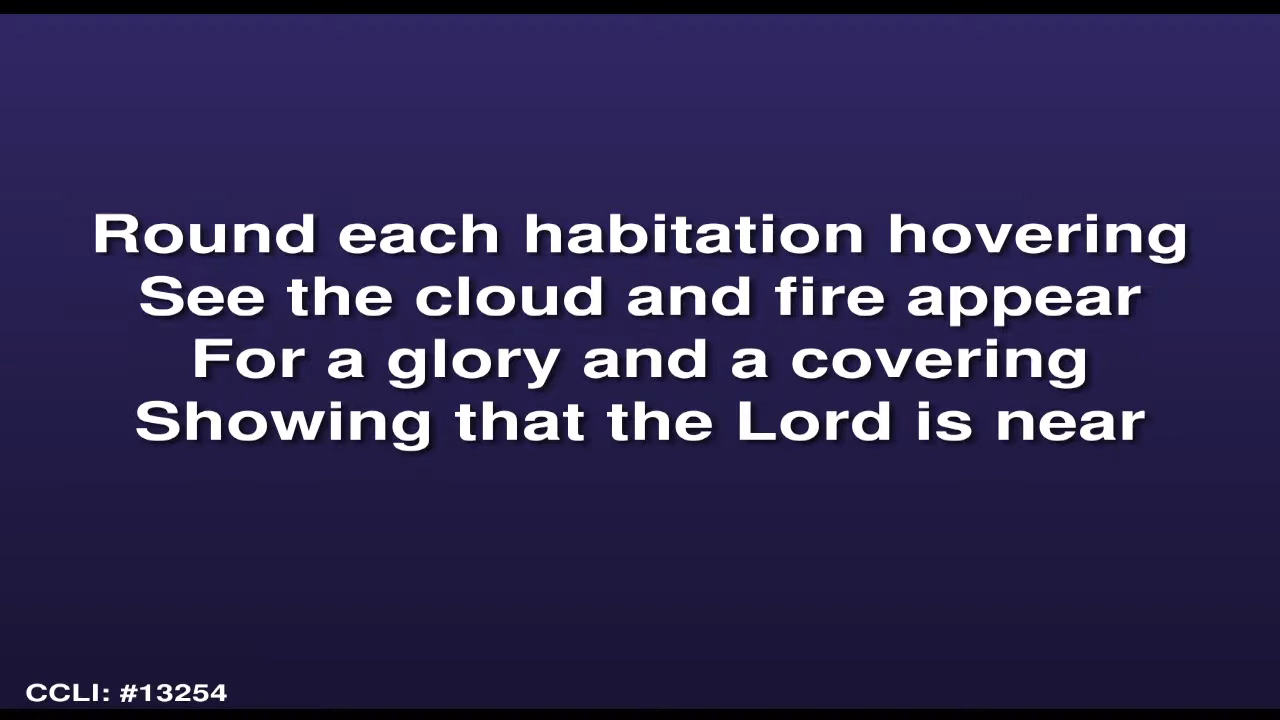 Round each habitation hovering
See the cloud and fire appear
For a glory and a covering
Showing that the Lord is near
CCLI: #13254